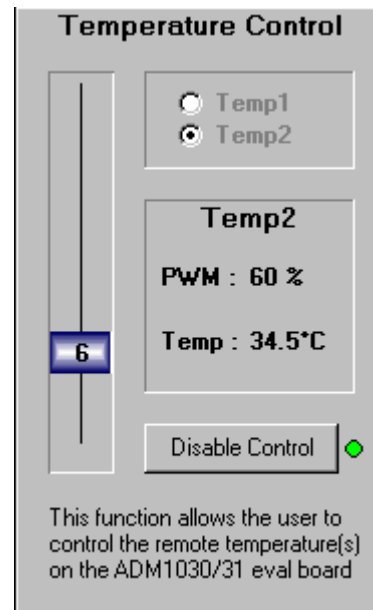 Temperature Control
Temp1
Temp2
Temp2
PWM : 60 %
Temp : 34.5°C
6
Disable Control
This function allows the user to
control the remote temperature(s)
on the ADM1030/31 eval board